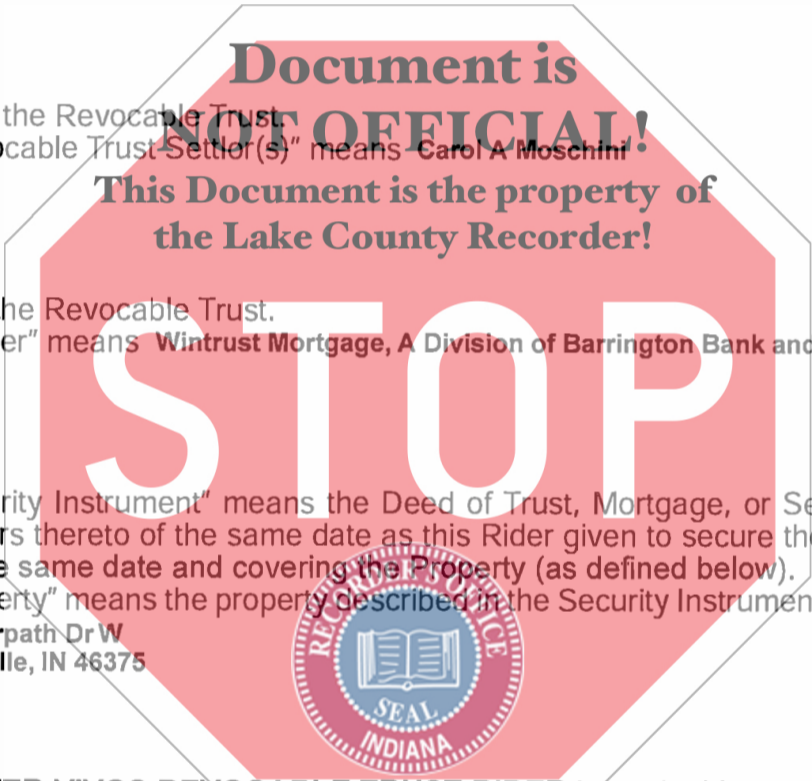 Document is
the Revocable Trust.
NOT OFFICIAL!
ocable Trust Settlor(s)" means Carol A Moschini
This Document is the property of
the Lake County Recorder!
he Revocable Trust.
er" means Wintrust Mortgage, A Division of Barrington Bank and
STOP
rity Instrument" means the Deed of Trust, Mortgage, or Se
rs thereto of the same date as this Rider given to secure the
e same date and covering the Property (as defined below).
erty" means the property described in the Security Instrumen
RECORDER'S OFFICE
rpath Dr W
lle, IN 46375
SEAL
INDIANA